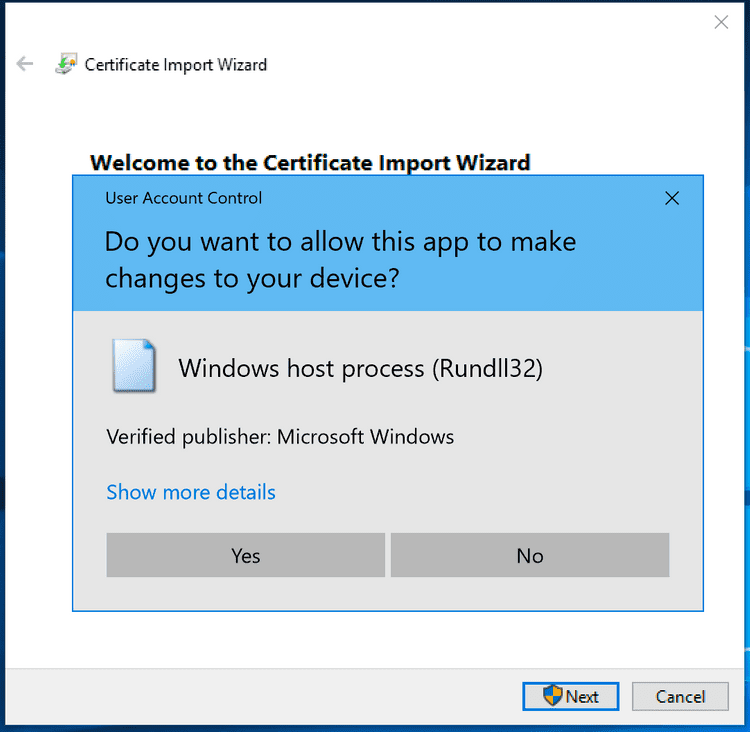 Certificate Import Wizard
Welcome to the Certificate Import Wizard
User Account Control
Do you want to allow this app to make
changes to your device?
Windows host process (Rundll32)
Verified publisher: Microsoft Windows
Show more details
Yes
No
Next
Cancel